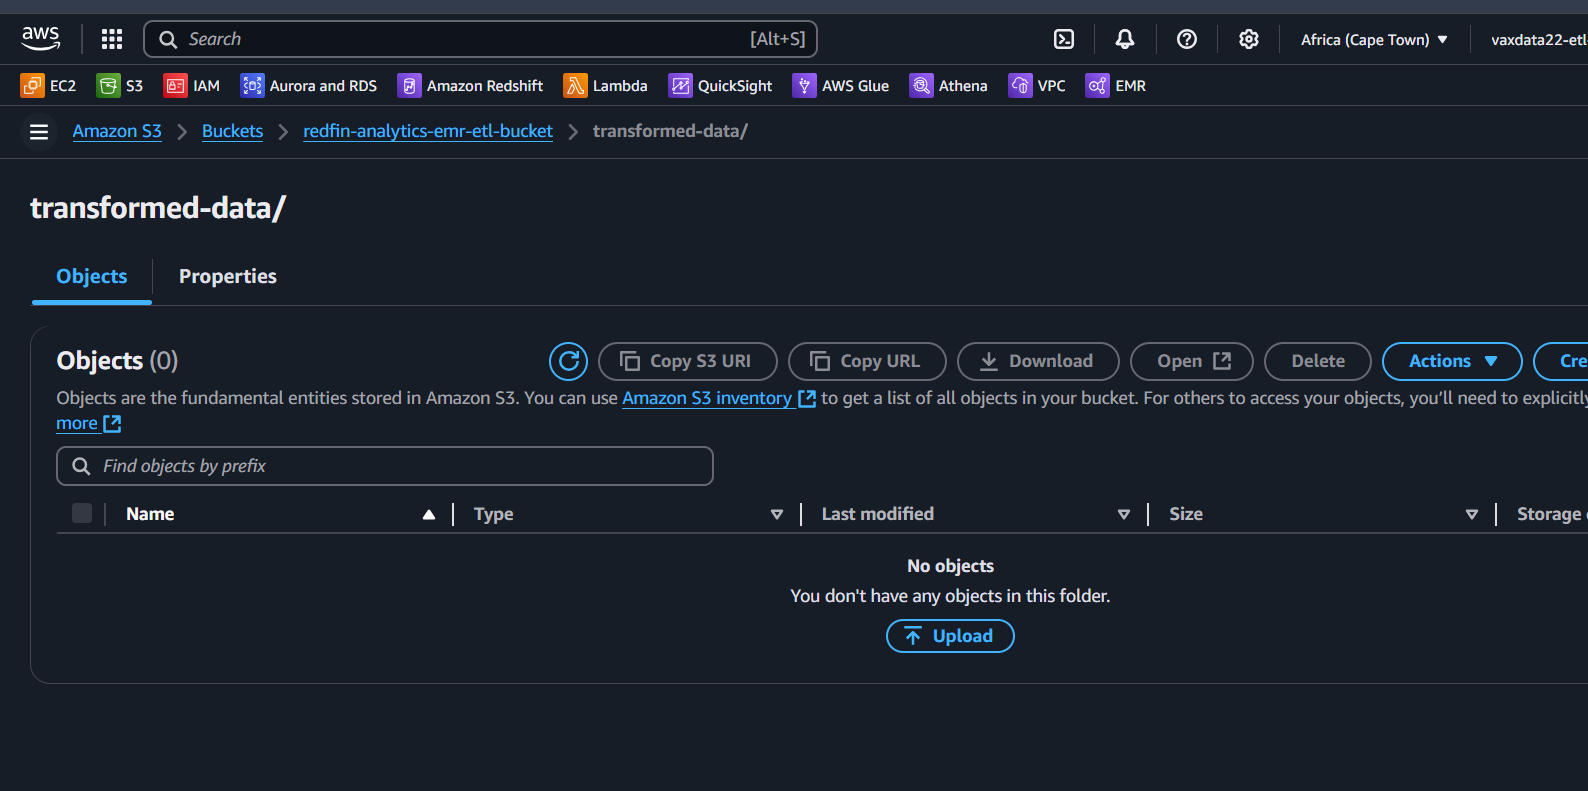 aws Search [Alt+S] Africa (Cape Town) vaxdata22-etl-
EC2 S3 IAM Aurora and RDS Amazon Redshift Lambda QuickSight AWS Glue Athena VPC EMR
Amazon S3 Buckets redfin-analytics-emr-etl-bucket transformed-data/
transformed-data/
Objects Properties
Objects (0) Copy S3 URI Copy URL Download Open Delete Actions Cre
Objects are the fundamental entities stored in Amazon S3. You can use Amazon S3 inventory to get a list of all objects in your bucket. For others to access your objects, you’ll need to explicitly
more
Find objects by prefix
Name Type Last modified Size Storage
No objects
You don't have any objects in this folder.
Upload